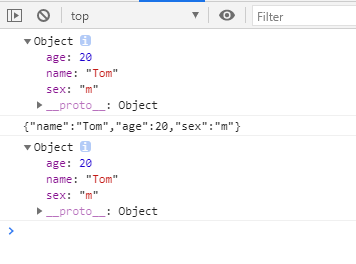 top
Filter
Object i
age: 20
name: "Tom"
sex: "m"
__proto__: Object
{"name":"Tom","age":20,"sex":"m"}
Object i
age: 20
name: "Tom"
sex: "m"
__proto__: Object